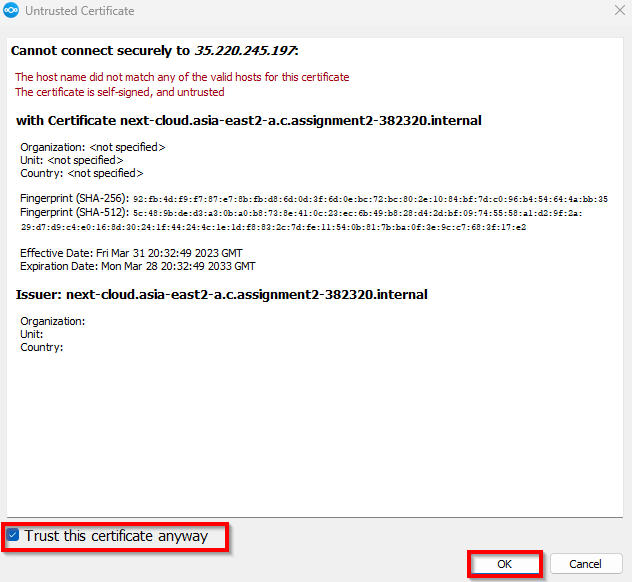 Untrusted Certificate
Cannot connect securely to 35.220.245.197:
The host name did not match any of the valid hosts for this certificate
The certificate is self-signed, and untrusted
with Certificate next-cloud.asia-east2-a.c.assignment2-382320.internal
Organization: <not specified>
Unit: <not specified>
Country: <not specified>
Fingerprint (SHA-256): 92:fb:4d:f9:f7:87:e7:8b:fb:d8:6d:0d:3f:6d:0e:bc:72:bc:80:2e:10:84:bf:7d:c0:96:b4:54:64:4a:bb:35
Fingerprint (SHA-512): 5c:48:9b:de:d3:a3:0b:a0:b8:73:8e:41:0c:23:ec:6b:49:b8:28:d4:2d:bf:09:74:55:58:a1:d2:9f:2a:
29:d7:d9:c4:e0:16:8d:30:24:1f:44:24:4c:1e:1d:f8:83:2c:7d:fe:11:54:0b:81:7b:ba:0f:3e:9c:c7:68:3f:17:e2
Effective Date: Fri Mar 31 20:32:49 2023 GMT
Expiration Date: Mon Mar 28 20:32:49 2033 GMT
Issuer: next-cloud.asia-east2-a.c.assignment2-382320.internal
Organization:
Unit:
Country:
Trust this certificate anyway
OK Cancel